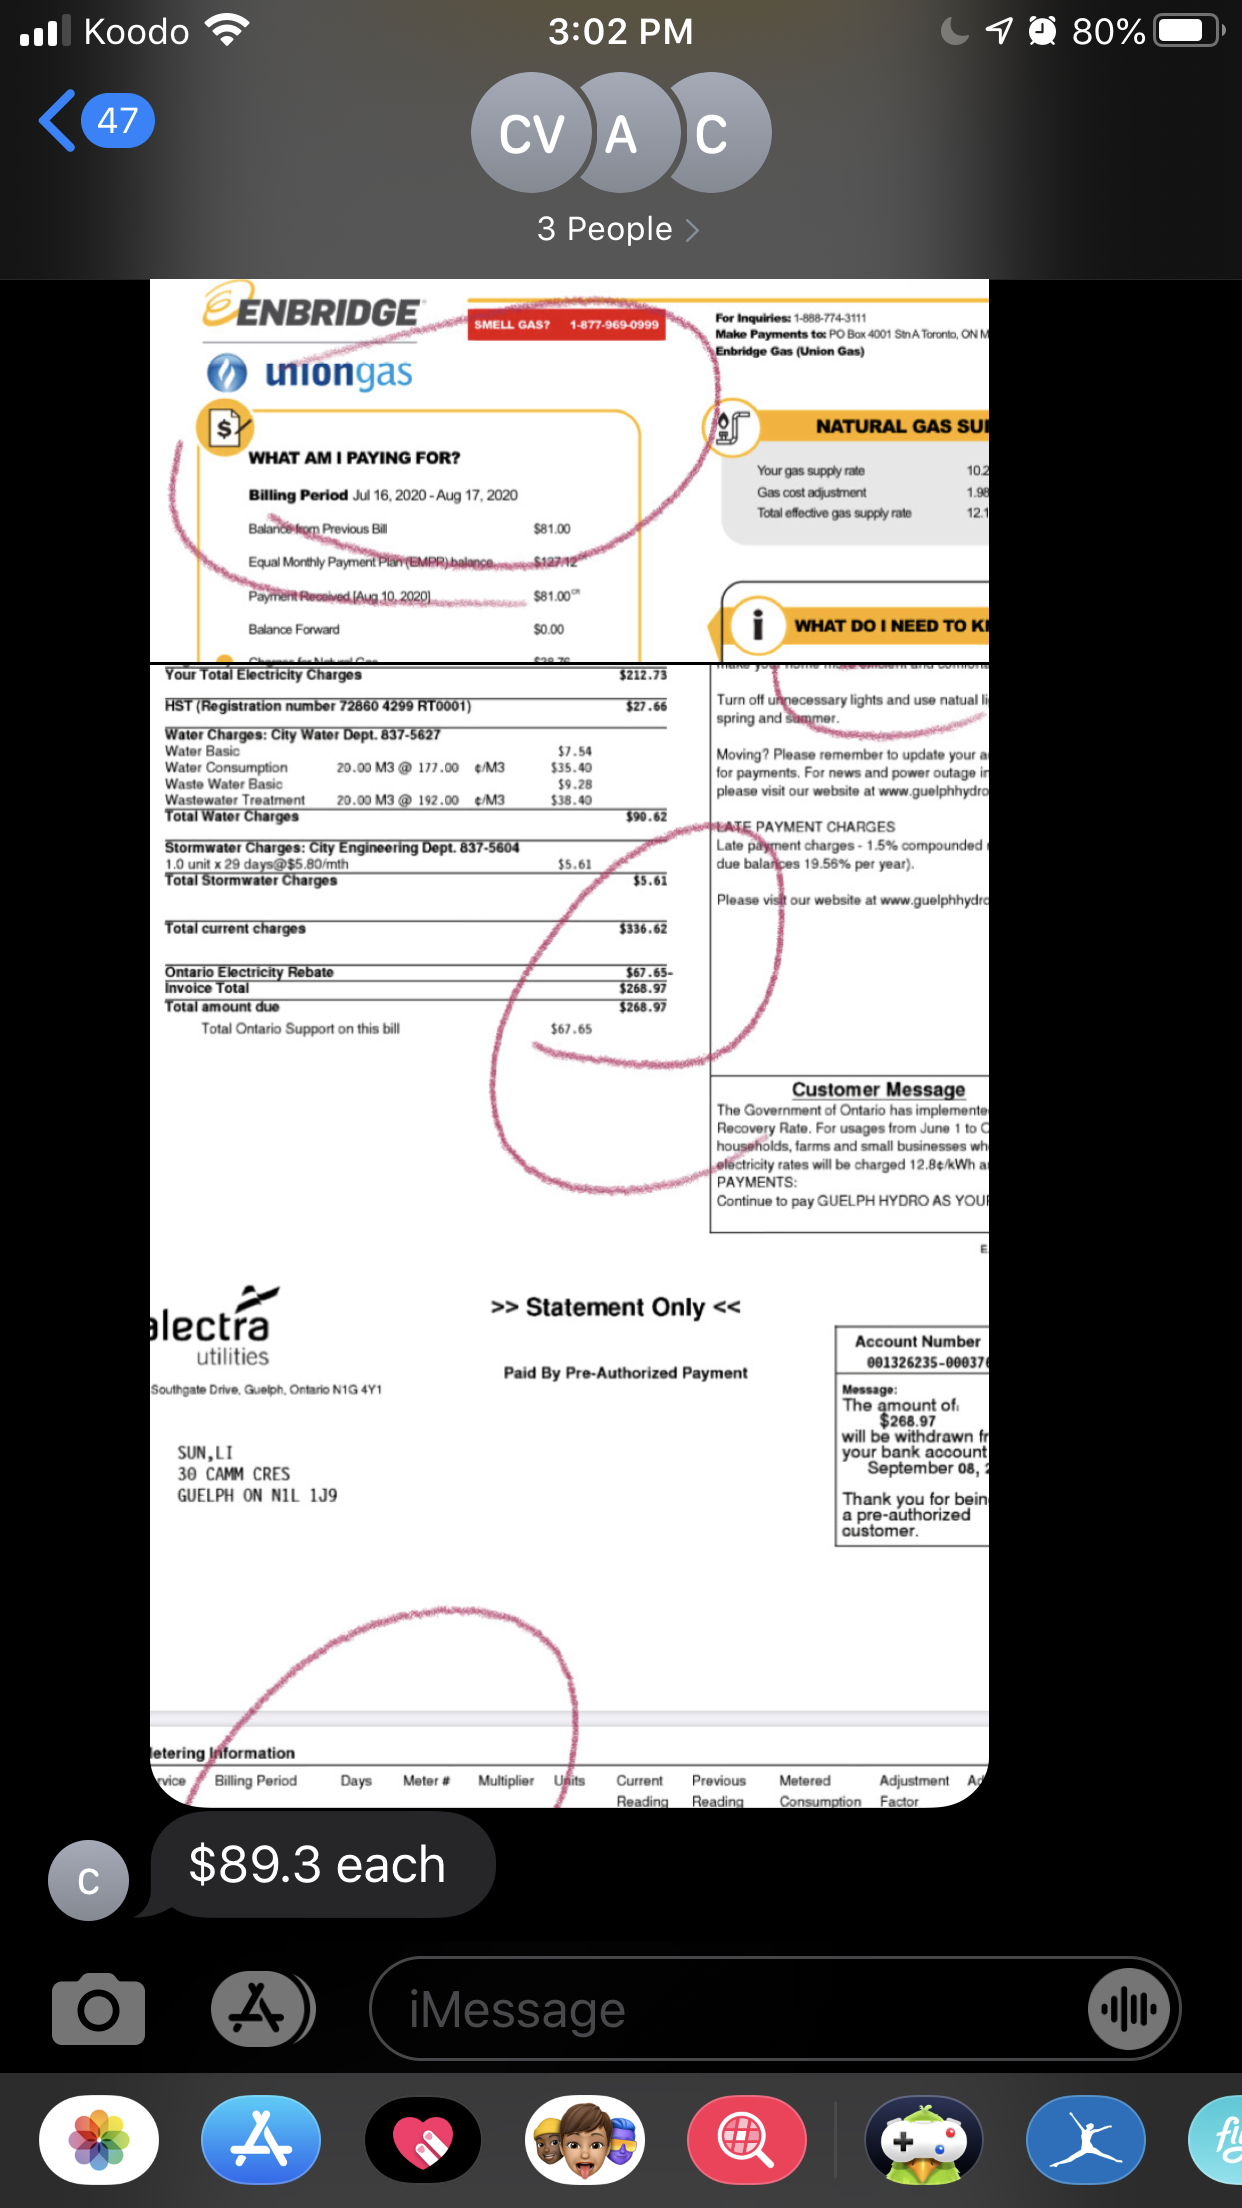 Koodo
3:02 PM
80%
47
CV A C
3 People
ENBRIDGE
SMELL GAS? 1-877-969-0999
For Inquiries: 1-888-774-3111
Make Payments to: PO Box 4001 Stn A Toronto, ON M
Enbridge Gas (Union Gas)
uniongas
WHAT AM I PAYING FOR?
Billing Period Jul 16, 2020 - Aug 17, 2020
Balance from Previous Bill $81.00
Equal Monthly Payment Plan (EMPP) balance $127.12
Payment Received [Aug 10, 2020] $81.00 CR
Balance Forward $0.00
Charges for Natural Gas $38.76
NATURAL GAS SU
Your gas supply rate 10.2
Gas cost adjustment 1.98
Total effective gas supply rate 12.1
WHAT DO I NEED TO K
Your Total Electricity Charges $212.73
HST (Registration number 72860 4299 RT0001) $27.66
Water Charges: City Water Dept. 837-5627
Water Basic $7.54
Water Consumption 20.00 M3 @ 177.00 ¢/M3 $35.40
Waste Water Basic $9.28
Wastewater Treatment 20.00 M3 @ 192.00 ¢/M3 $38.40
Total Water Charges $90.62
Stormwater Charges: City Engineering Dept. 837-5604
1.0 unit x 29 days@$5.80/mth $5.61
Total Stormwater Charges $5.61
Total current charges $336.62
Ontario Electricity Rebate $67.65-
Invoice Total $268.97
Total amount due $268.97
Total Ontario Support on this bill $67.65
make your home more efficient and
Turn off unnecessary lights and use natual li
spring and summer.
Moving? Please remember to update your a
for payments. For news and power outage in
please visit our website at www.guelphhydro
LATE PAYMENT CHARGES
Late payment charges - 1.5% compounded
due balances 19.56% per year).
Please visit our website at www.guelphhydro
Customer Message
The Government of Ontario has implemente
Recovery Rate. For usages from June 1 to O
households, farms and small businesses wh
electricity rates will be charged 12.8¢/kWh a
PAYMENTS:
Continue to pay GUELPH HYDRO AS YOU
E.
alectra
utilities
Southgate Drive, Guelph, Ontario N1G 4Y1
>> Statement Only <<
Paid By Pre-Authorized Payment
Account Number
001326235-00037
Message:
The amount of
$268.97
will be withdrawn fr
your bank account
September 08, 2
Thank you for bein
a pre-authorized
customer.
SUN,LI
30 CAMM CRES
GUELPH ON N1L 1J9
letering Information
rvice Billing Period Days Meter # Multiplier Units Current Reading Previous Reading Metered Consumption Adjustment Factor Ad
C
$89.3 each
iMessage
fi